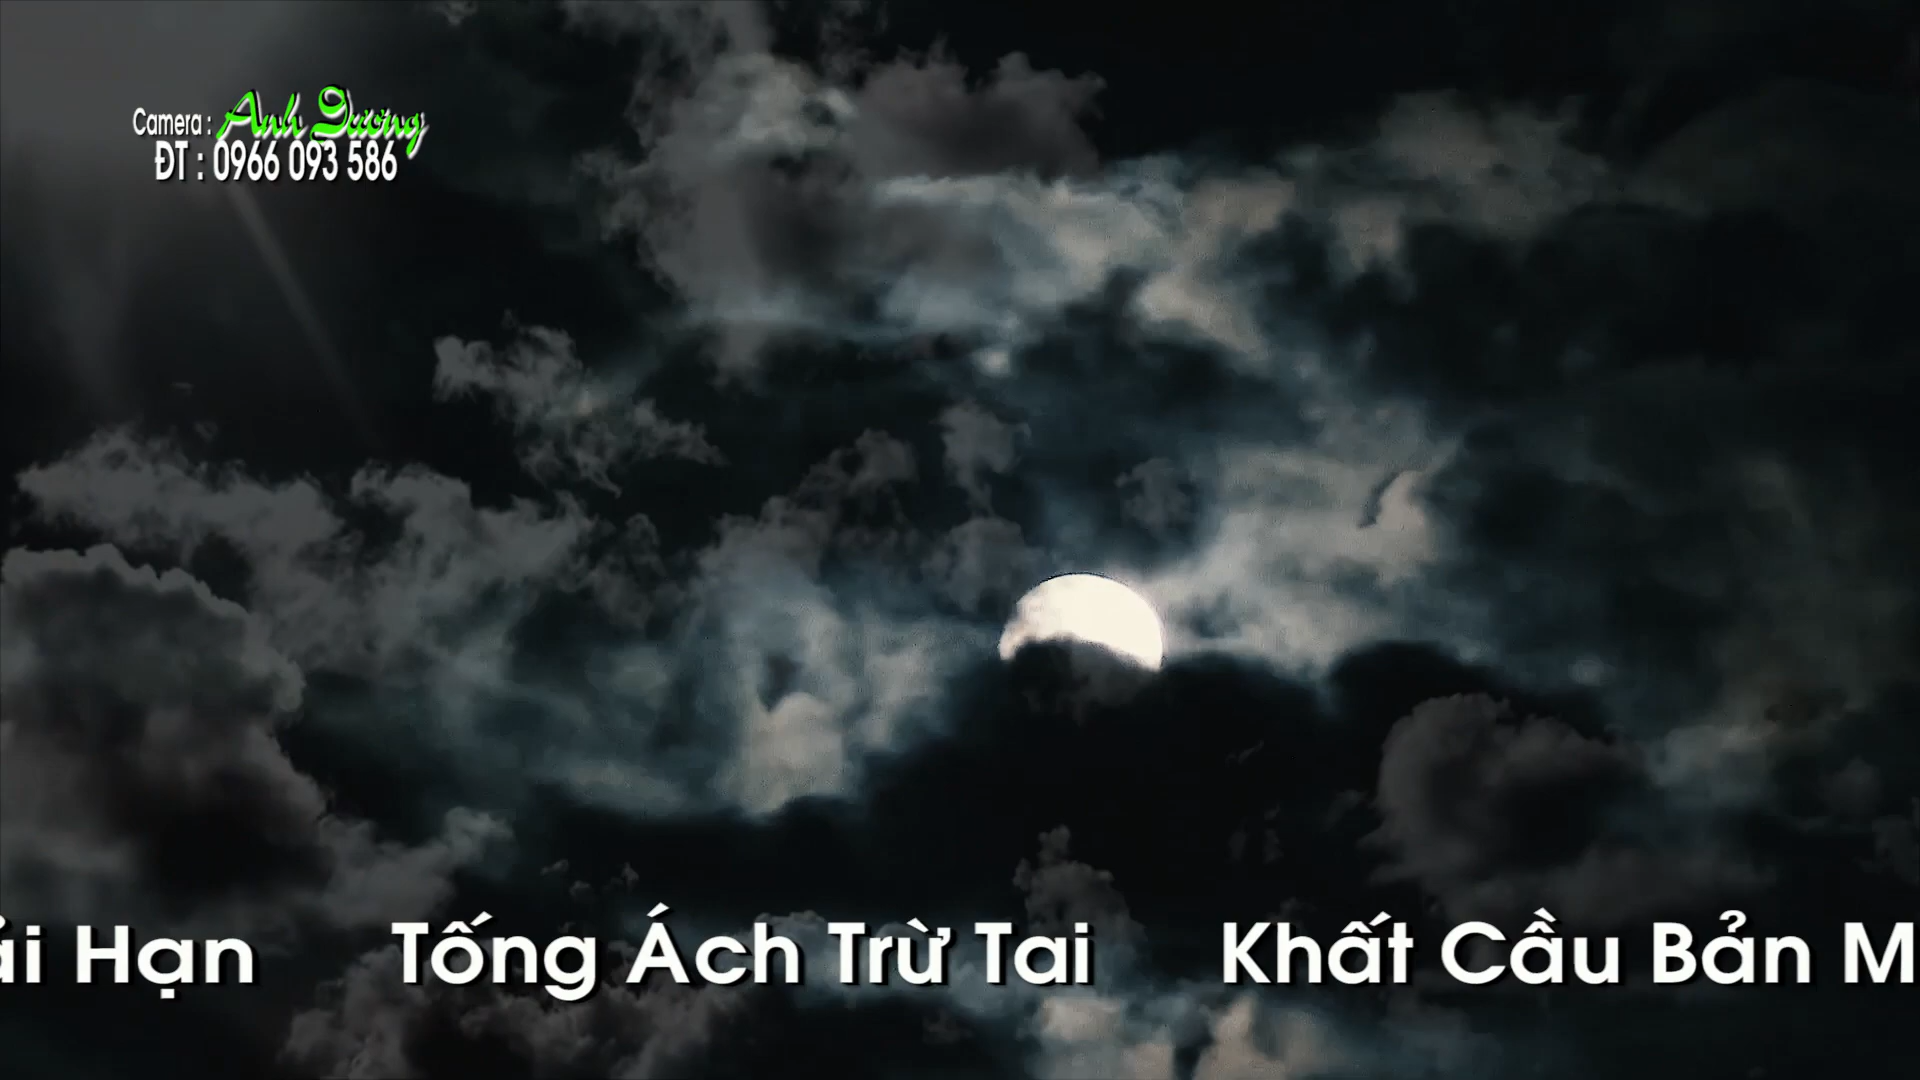 Camera : Anh Dương
ĐT : 0966 093 586
Hạn Tống Ách Trừ Tai Khất Cầu Bản